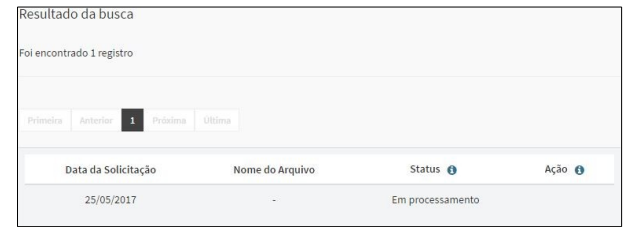 Resultado da busca
Foi encontrado 1 registro
Primeira Anterior 1 Próxima Última
Data da Solicitação Nome do Arquivo Status Ação
25/05/2017 - Em processamento